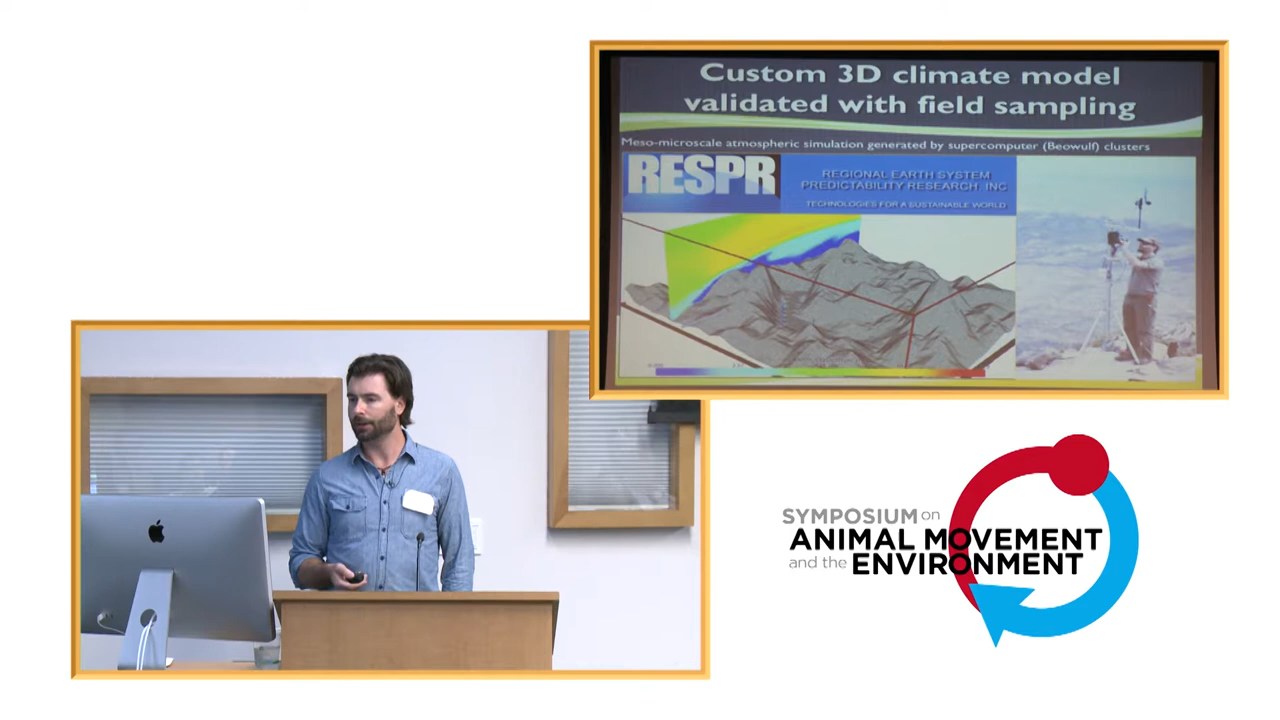 Custom 3D climate model
validated with field sampling
Meso-microscale atmospheric simulation generated by supercomputer (Beowulf) clusters
RESPR
REGIONAL EARTH SYSTEM
PREDICTABILITY RESEARCH, INC
TECHNOLOGIES FOR A SUSTAINABLE WORLD
SYMPOSIUM on
ANIMAL MOVEMENT
and the ENVIRONMENT